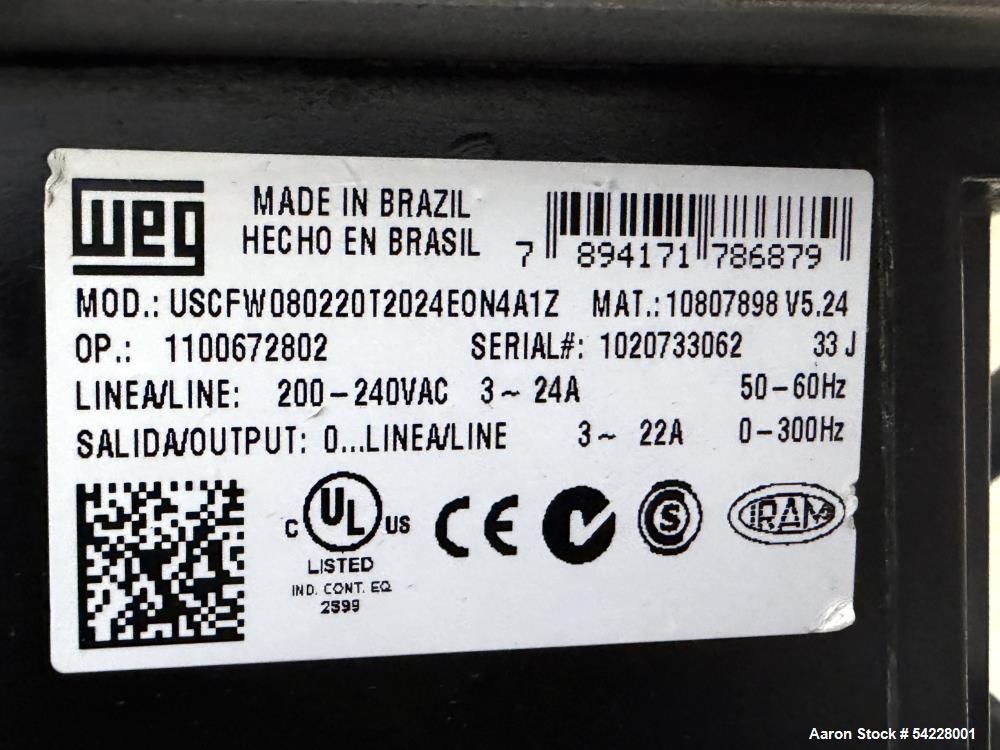 weg
MADE IN BRAZIL
HECHO EN BRASIL
7 894171 786879
MOD.: USCFW080220T2024EON4A1Z MAT.: 10807898 V5.24
OP.: 1100672802 SERIAL#: 1020733062 33 J
LINEA/LINE: 200-240VAC 3~ 24A 50-60Hz
SALIDA/OUTPUT: 0...LINEA/LINE 3~ 22A 0-300Hz
C UL US
LISTED
IND. CONT. EQ
2599
CE
S
IRAM
Aaron Stock # 54228001